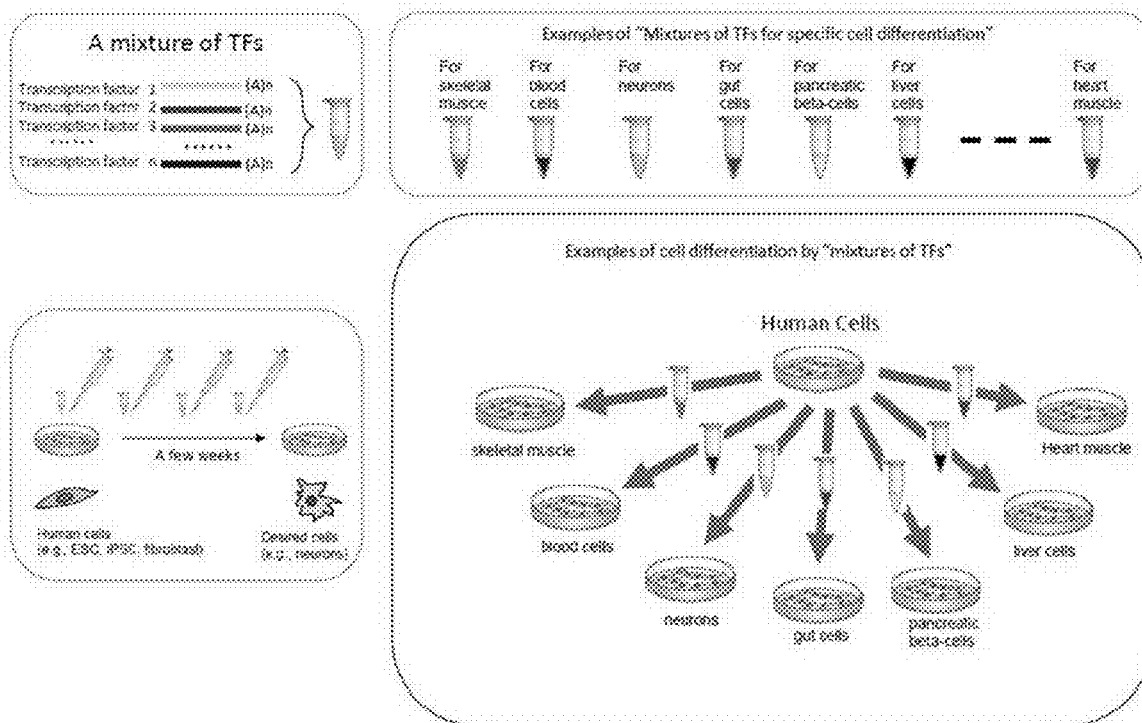 A mixture of TFs
Transcription factor 1 (A)n
Transcription factor 2 (A)n
Transcription factor 3 (A)n
...... ......
Transcription factor n (A)n
Examples of "Mixtures of TFs for specific cell differentiation"
For
skeletal
muscle
For
blood
cells
For
neurons
For
gut
cells
For
pancreatic
beta-cells
For
liver
cells
For
heart
muscle
A few weeks
Human cells
(e.g., ESC, iPSC, fibroblast)
Desired cells
(e.g., neurons)
Examples of cell differentiation by "mixtures of TFs"
Human Cells
skeletal muscle
blood cells
neurons
gut cells
pancreatic
beta-cells
liver cells
Heart muscle